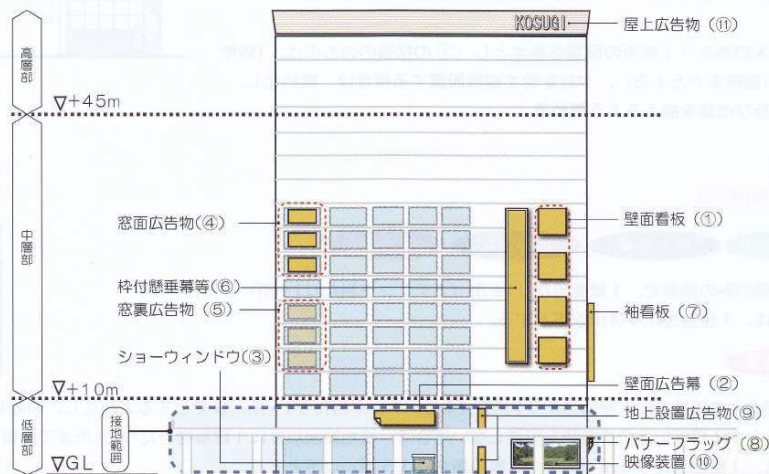 KOSUGI
屋上広告物 (⑪)
高層部
▽+45m
窓面広告物(④)
壁面看板 (①)
中層部
枠付懸垂幕等(⑥)
窓裏広告物(⑤)
袖看板(⑦)
ショーウィンドウ(③)
▽+10m
壁面広告幕 (②)
低層部
接地範囲
地上設置広告物(⑨)
バナーフラッグ (⑧)
映像装置(⑩)
▽GL